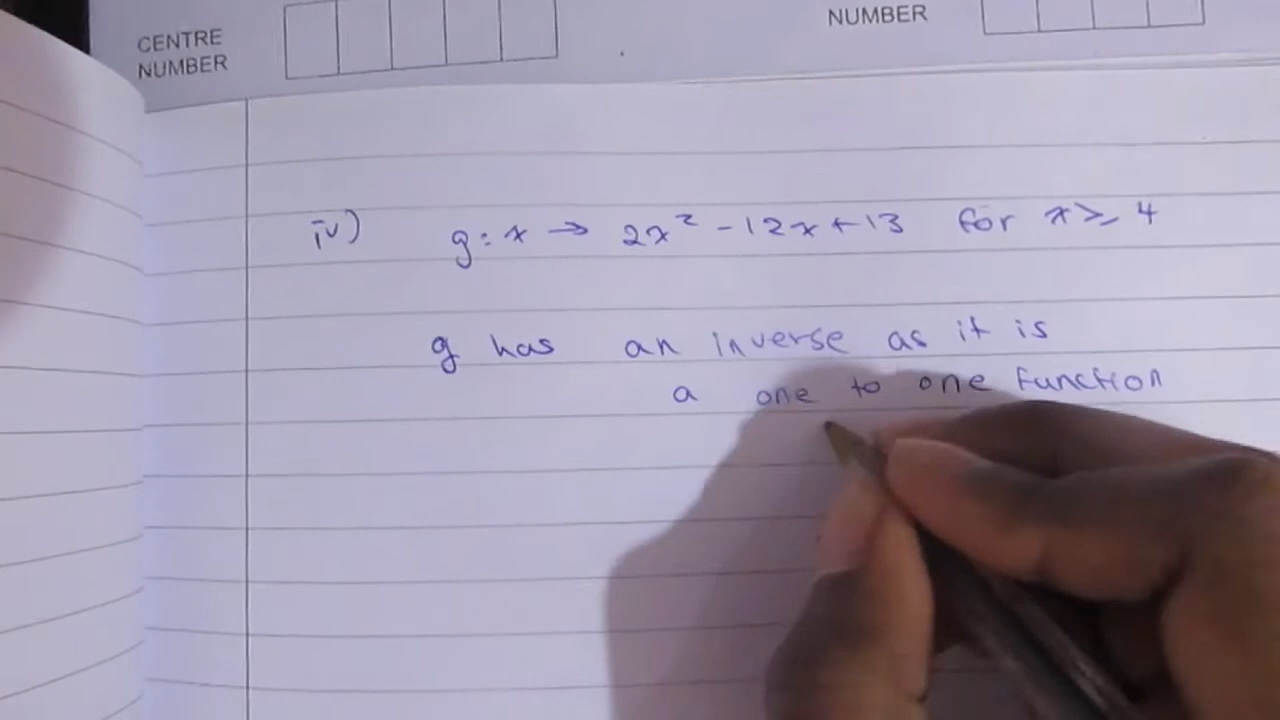 CENTRE
NUMBER
NUMBER
iv) g : x → 2x² - 12x + 13 for x ≥ 4
g has an inverse as it is
a one to one function